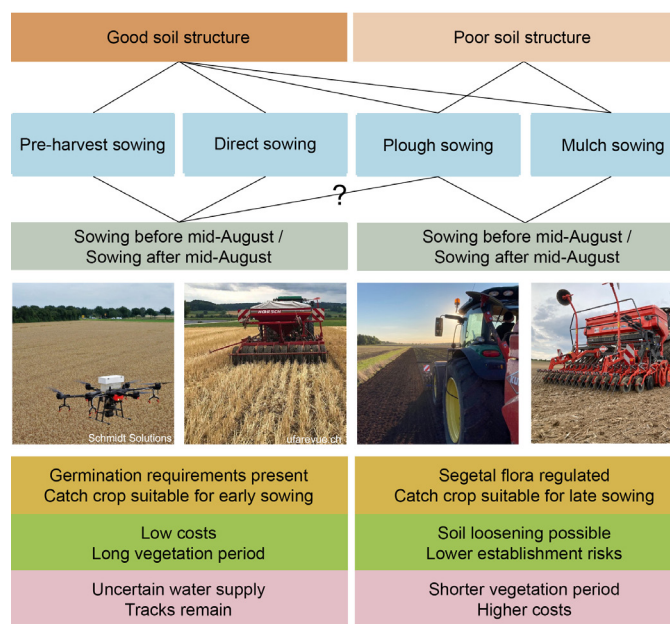 Good soil structure
Poor soil structure
Pre-harvest sowing
Direct sowing
Plough sowing
Mulch sowing
?
Sowing before mid-August /
Sowing after mid-August
Sowing before mid-August /
Sowing after mid-August
HORSCH
Schmidt Solutions
ufarevue.ch
Germination requirements present
Catch crop suitable for early sowing
Segetal flora regulated
Catch crop suitable for late sowing
Low costs
Long vegetation period
Soil loosening possible
Lower establishment risks
Uncertain water supply
Tracks remain
Shorter vegetation period
Higher costs